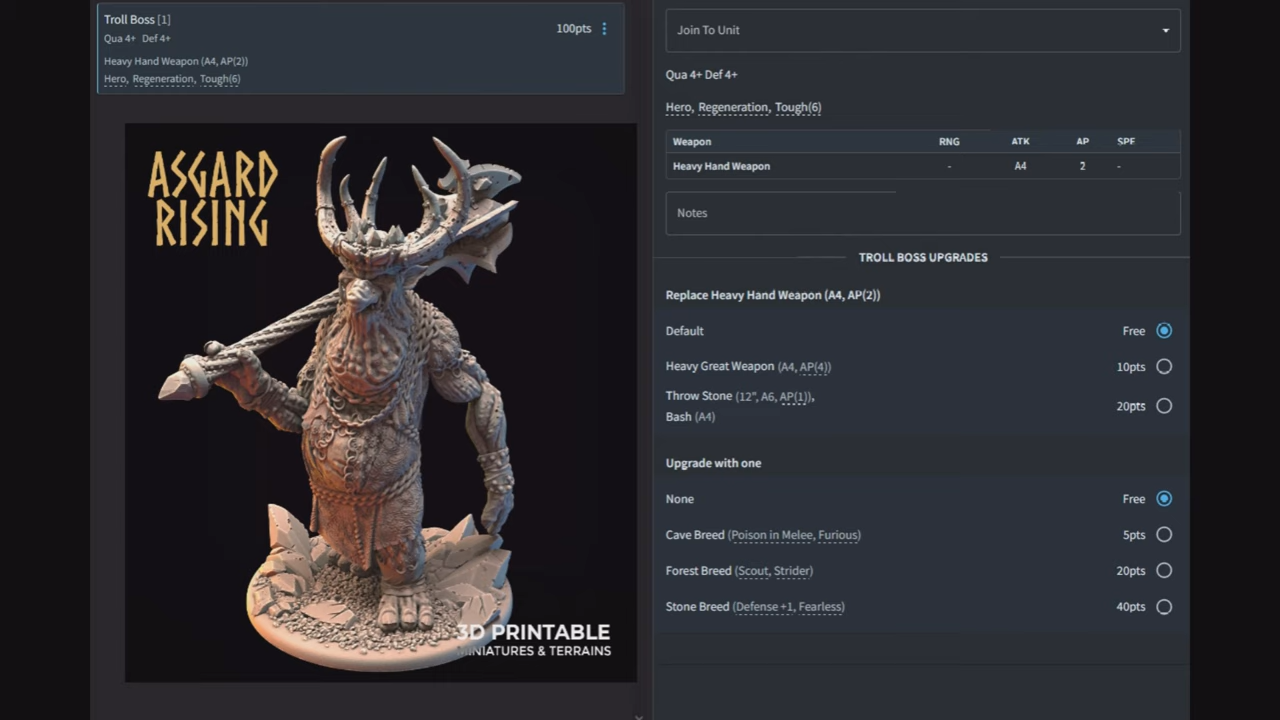 Troll Boss [1]
100pts
Qua 4+ Def 4+
Heavy Hand Weapon (A4, AP(2))
Hero, Regeneration, Tough(6)
ASGARD
RISING
3D PRINTABLE
MINIATURES & TERRAINS
Join To Unit
Qua 4+ Def 4+
Hero, Regeneration, Tough(6)
Weapon RNG ATK AP SPE
Heavy Hand Weapon - A4 2 -
Notes
TROLL BOSS UPGRADES
Replace Heavy Hand Weapon (A4, AP(2))
Default Free
Heavy Great Weapon (A4, AP(4)) 10pts
Throw Stone (12", A6, AP(1)),
Bash (A4)
20pts
Upgrade with one
None Free
Cave Breed (Poison in Melee, Furious) 5pts
Forest Breed (Scout, Strider) 20pts
Stone Breed (Defense +1, Fearless) 40pts